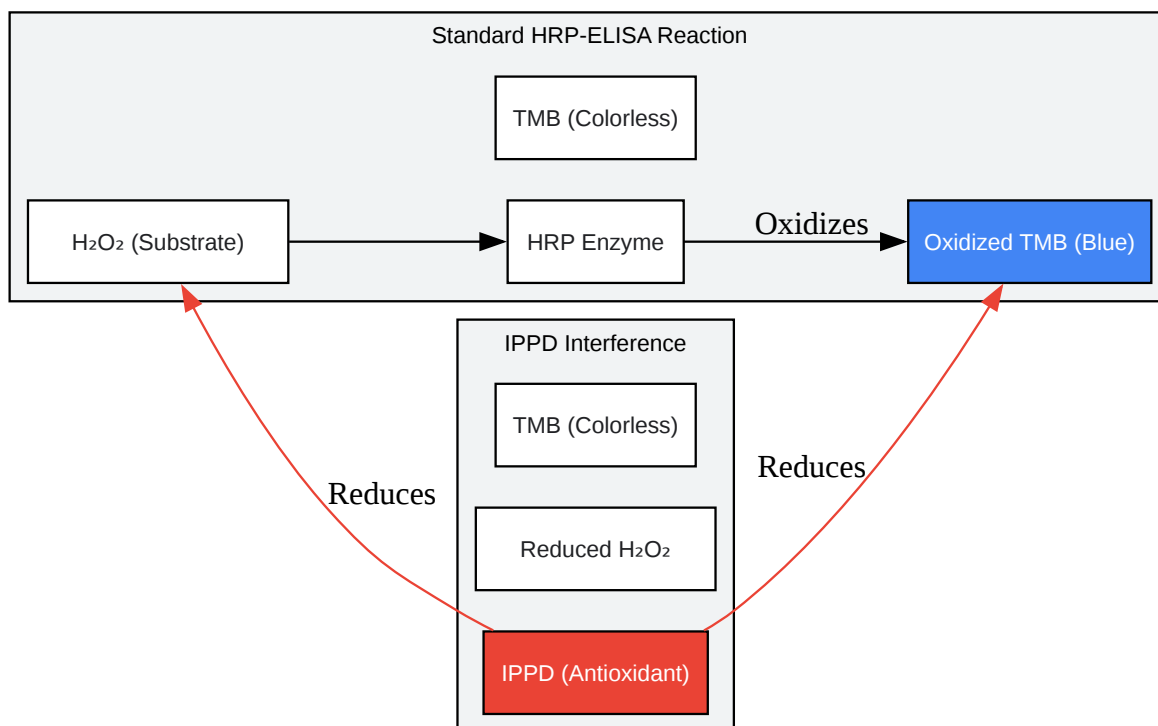 Standard HRP-ELISA Reaction
TMB (Colorless)
H₂O₂ (Substrate)
HRP Enzyme
Oxidizes
Oxidized TMB (Blue)
IPPD Interference
TMB (Colorless)
Reduces
Reduces
Reduced H₂O₂
IPPD (Antioxidant)